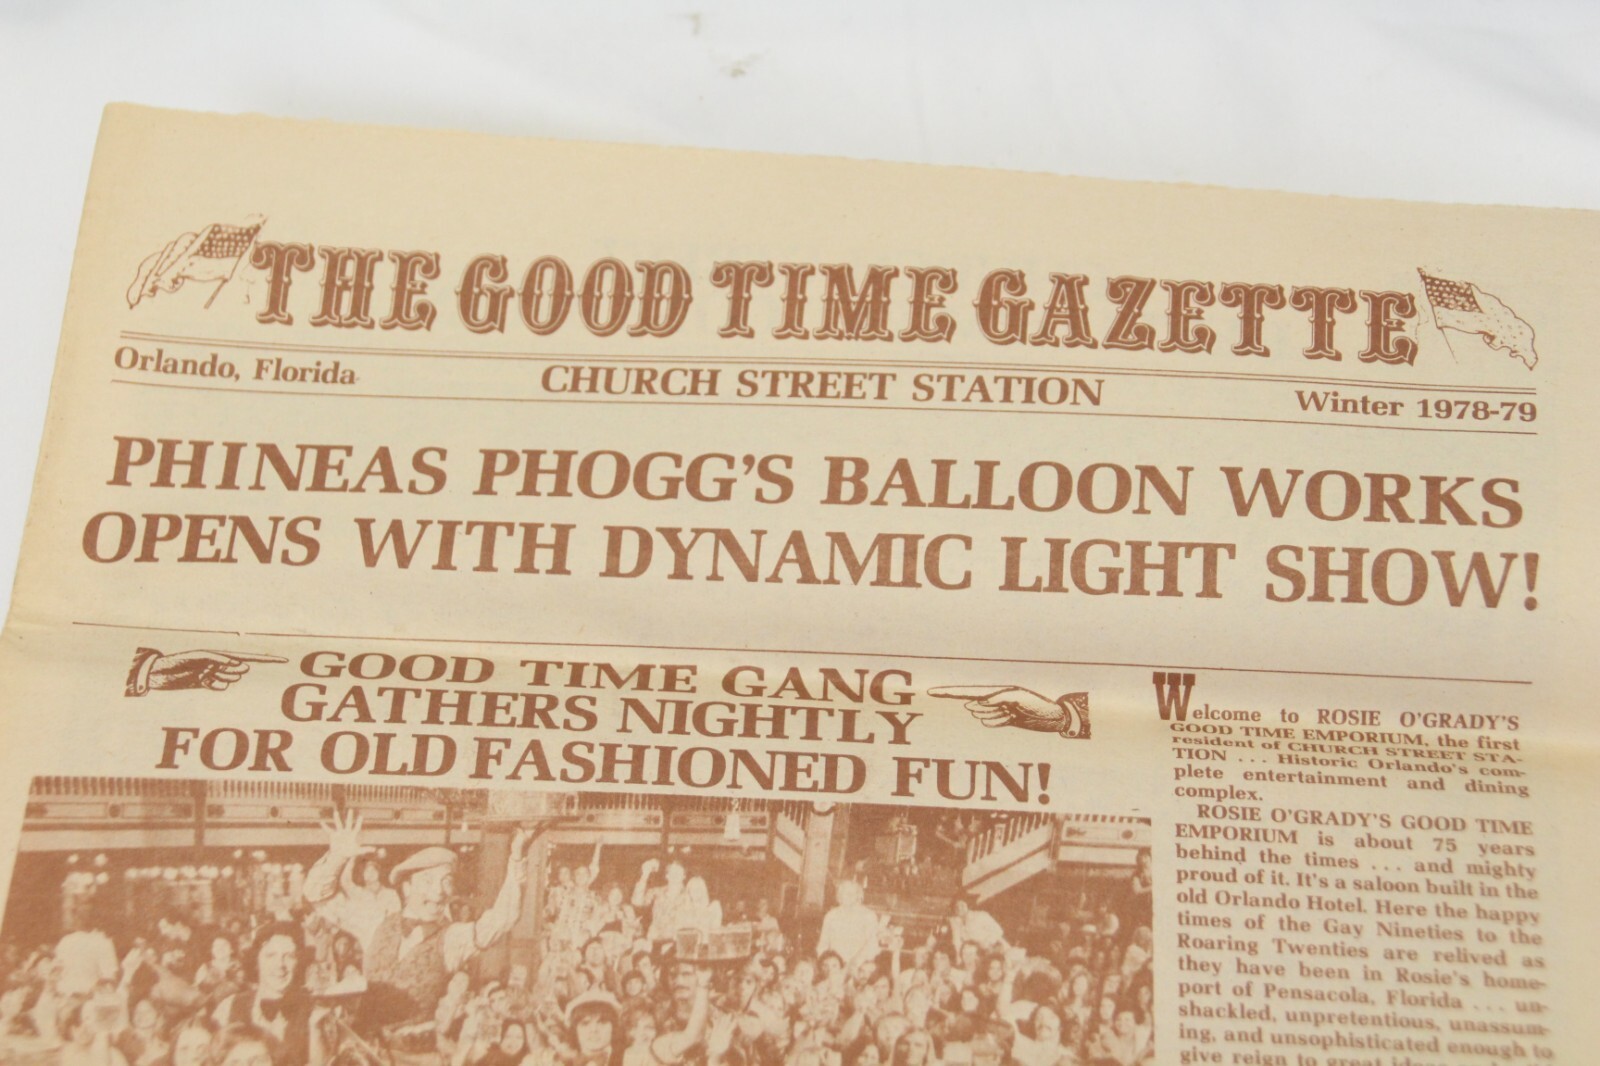 THE GOOD TIME GAZETTE
Orlando, Florida CHURCH STREET STATION Winter 1978-79
PHINEAS PHOGG'S BALLOON WORKS
OPENS WITH DYNAMIC LIGHT SHOW!
GOOD TIME GANG
GATHERS NIGHTLY
FOR OLD FASHIONED FUN!
Welcome to ROSIE O'GRADY'S
GOOD TIME EMPORIUM, the first
resident of CHURCH STREET STA-
TION . . . Historic Orlando's com-
plete entertainment and dining
complex.
ROSIE O'GRADY'S GOOD TIME
EMPORIUM is about 75 years
behind the times . . . and mighty
proud of it. It's a saloon built in the
old Orlando Hotel. Here the happy
times of the Gay Nineties to the
Roaring Twenties are relived as
they have been in Rosie's home-
port of Pensacola, Florida . . . un-
shackled, unpretentious, unassum-
ing, and unsophisticated enough to
give reign to great